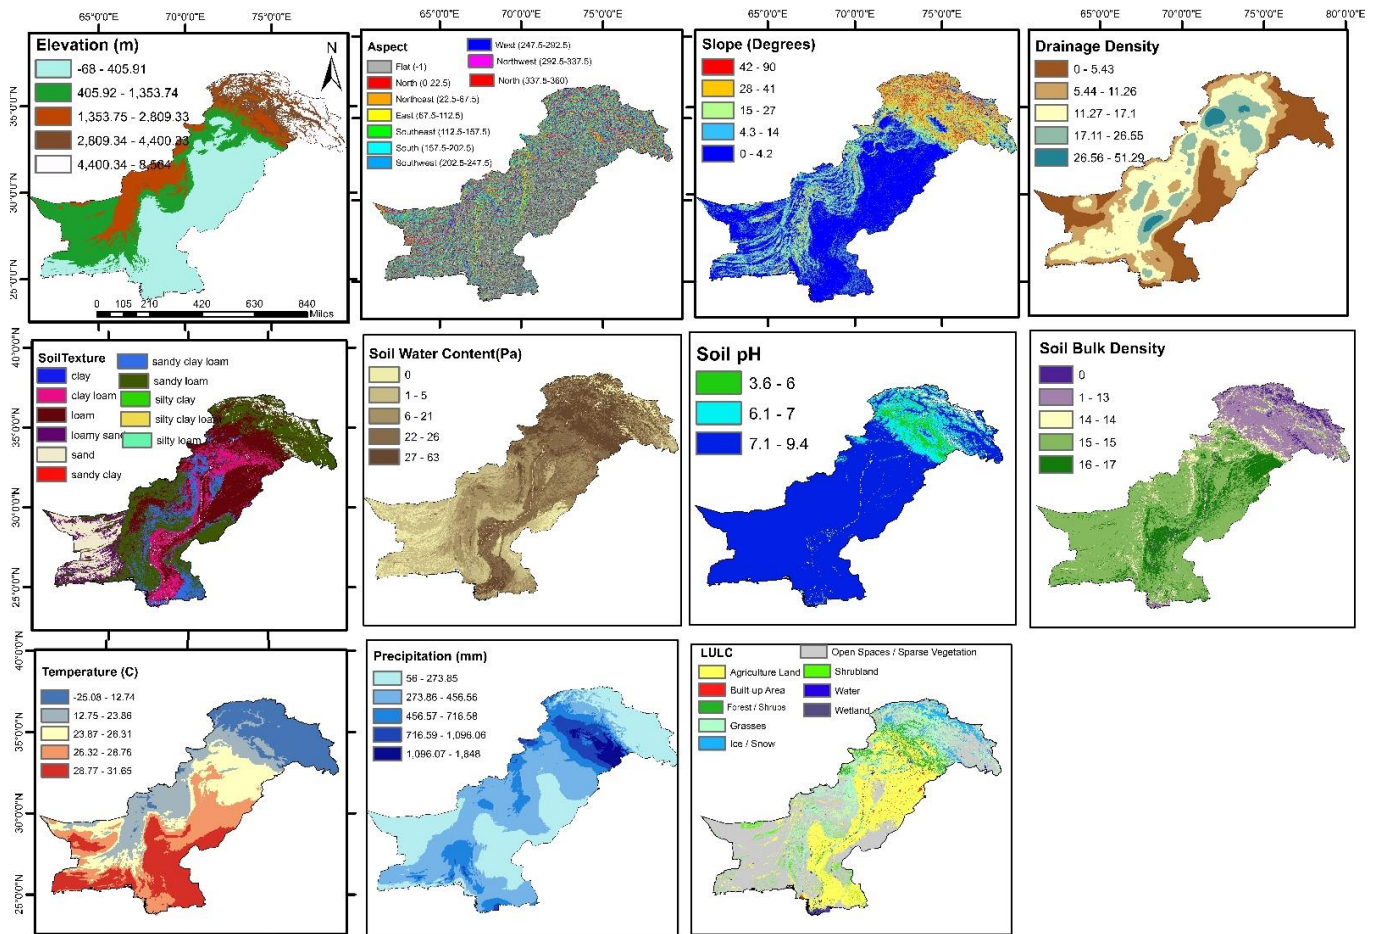 65°0'0"E 70°0'0"E 75°0'0"E
65°0'0"E 70°0'0"E 75°0'0"E
65°0'0"E 70°0'0"E 75°0'0"E
60°0'0"E 65°0'0"E 70°0'0"E 75°0'0"E 80°0'0"E
35°0'0"N
30°0'0"N
25°0'0"N
Elevation (m)
-68 - 405.91
405.92 - 1,353.74
1,353.75 - 2,809.33
2,809.34 - 4,400.33
4,400.34 - 8,564
N
0 105 210 420 630 840
Miles
Aspect
Flat (-1)
North (0-22.5)
Northeast (22.5-67.5)
East (67.5-112.5)
Southeast (112.5-157.5)
South (157.5-202.5)
Southwest (202.5-247.5)
West (247.5-292.5)
Northwest (292.5-337.5)
North (337.5-360)
Slope (Degrees)
42 - 90
28 - 41
15 - 27
4.3 - 14
0 - 4.2
Drainage Density
0 - 5.43
5.44 - 11.26
11.27 - 17.1
17.11 - 26.55
26.56 - 51.29
40°0'0"N
35°0'0"N
30°0'0"N
25°0'0"N
SoilTexture
clay
clay loam
loam
loamy sand
sand
sandy clay
sandy clay loam
sandy loam
silty clay
silty clay loam
silty loam
Soil Water Content(Pa)
0
1 - 5
6 - 21
22 - 26
27 - 63
Soil pH
3.6 - 6
6.1 - 7
7.1 - 9.4
Soil Bulk Density
0
1 - 13
14 - 14
15 - 15
16 - 17
40°0'0"N
35°0'0"N
30°0'0"N
25°0'0"N
Temperature (C)
-25.08 - 12.74
12.75 - 23.86
23.87 - 26.31
26.32 - 28.76
28.77 - 31.65
Precipitation (mm)
56 - 273.85
273.86 - 456.56
456.57 - 716.58
716.59 - 1,096.06
1,096.07 - 1,848
LULC
Agriculture Land
Built-up Area
Forest / Shrubs
Grasses
Ice / Snow
Open Spaces / Sparse Vegetation
Shrubland
Water
Wetland